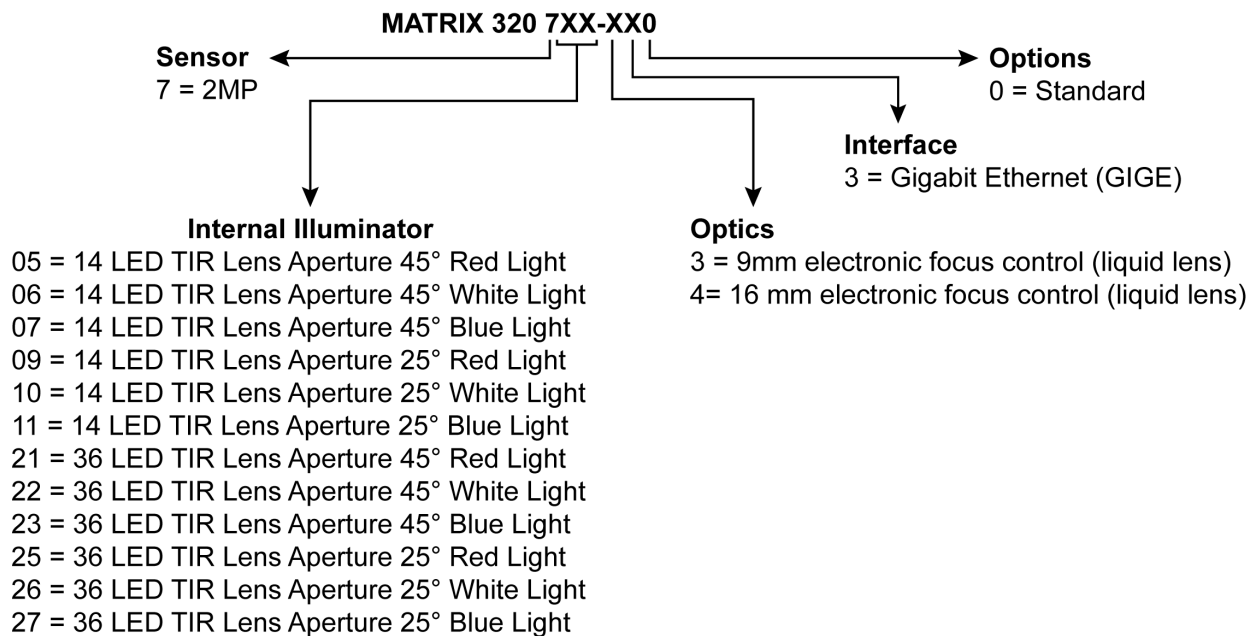 MATRIX 320 7XX-XX0
Sensor
7 = 2MP
Options
0 = Standard
Interface
3 = Gigabit Ethernet (GIGE)
Internal Illuminator
05 = 14 LED TIR Lens Aperture 45° Red Light
06 = 14 LED TIR Lens Aperture 45° White Light
07 = 14 LED TIR Lens Aperture 45° Blue Light
09 = 14 LED TIR Lens Aperture 25° Red Light
10 = 14 LED TIR Lens Aperture 25° White Light
11 = 14 LED TIR Lens Aperture 25° Blue Light
21 = 36 LED TIR Lens Aperture 45° Red Light
22 = 36 LED TIR Lens Aperture 45° White Light
23 = 36 LED TIR Lens Aperture 45° Blue Light
25 = 36 LED TIR Lens Aperture 25° Red Light
26 = 36 LED TIR Lens Aperture 25° White Light
27 = 36 LED TIR Lens Aperture 25° Blue Light
Optics
3 = 9mm electronic focus control (liquid lens)
4= 16 mm electronic focus control (liquid lens)